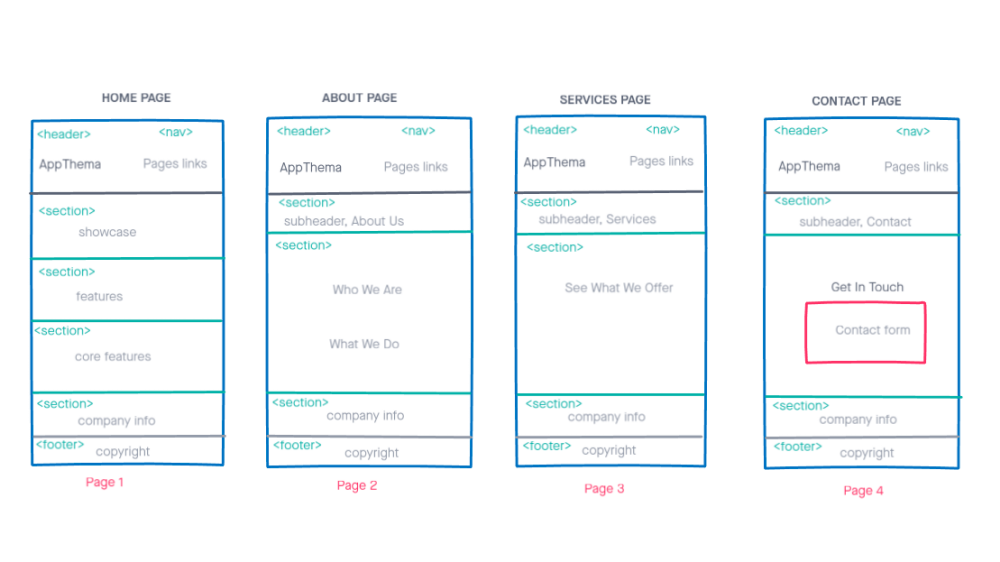 HOME PAGE
<header> <nav>
AppThema Pages links
<section>
showcase
<section>
features
<section>
core features
<section>
company info
<footer>
copyright
Page 1
ABOUT PAGE
<header> <nav>
AppThema Pages links
<section>
subheader, About Us
<section>
Who We Are
What We Do
<section>
company info
<footer>
copyright
Page 2
SERVICES PAGE
<header> <nav>
AppThema Pages links
<section>
subheader, Services
<section>
See What We Offer
<section>
company info
<footer>
copyright
Page 3
CONTACT PAGE
<header> <nav>
AppThema Pages links
<section>
subheader, Contact
Get In Touch
Contact form
<section>
company info
<footer>
copyright
Page 4